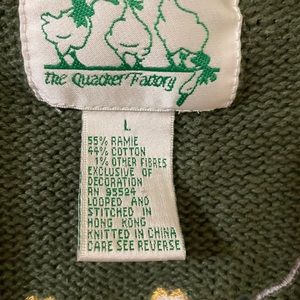 the Quacker Factory
L
55% RAMIE
44% COTTON
1% OTHER FIBRES
EXCLUSIVE OF
DECORATION
RN 95524
LOOPED AND
STITCHED IN
HONG KONG
KNITTED IN CHINA
CARE SEE REVERSE